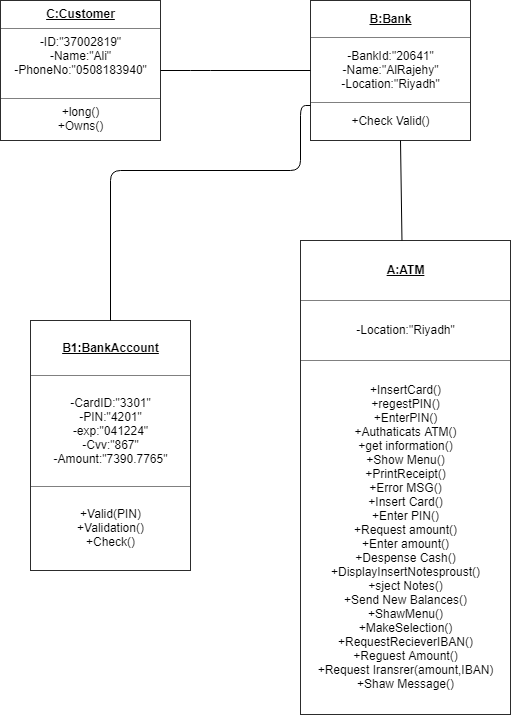 C:Customer
-ID:"37002819"
-Name:"Ali"
-PhoneNo:"0508183940"
+long()
+Owns()
B:Bank
-BankId:"20641"
-Name:"AlRajehy"
-Location:"Riyadh"
+Check Valid()
B1:BankAccount
-CardID:"3301"
-PIN:"4201"
-exp:"041224"
-Cvv:"867"
-Amount:"7390.7765"
+Valid(PIN)
+Validation()
+Check()
A:ATM
-Location:"Riyadh"
+InsertCard()
+regestPIN()
+EnterPIN()
+Authaticats ATM()
+get information()
+Show Menu()
+PrintReceipt()
+Error MSG()
+Insert Card()
+Enter PIN()
+Request amount()
+Enter amount()
+Despense Cash()
+DisplayInsertNotesproust()
+sject Notes()
+Send New Balances()
+ShawMenu()
+MakeSelection()
+RequestRecieverIBAN()
+Reguest Amount()
+Request Iransrer(amount,IBAN)
+Shaw Message()